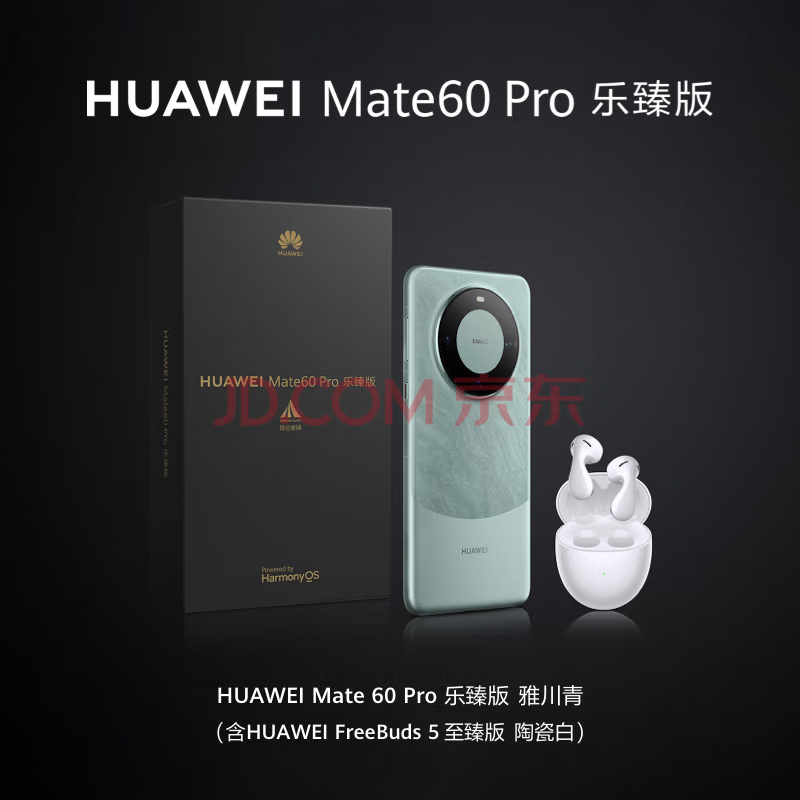 HUAWEI Mate60 Pro 乐臻版
HUAWEI
HUAWEI Mate60 Pro 乐臻版
HUAWEI Mate60 Pro 乐臻版
JD.COM 京东
XMAGE
HUAWEI
Powered by
HarmonyOS
HUAWEI Mate 60 Pro 乐臻版 雅川青
(含HUAWEI FreeBuds 5 至臻版 陶瓷白)